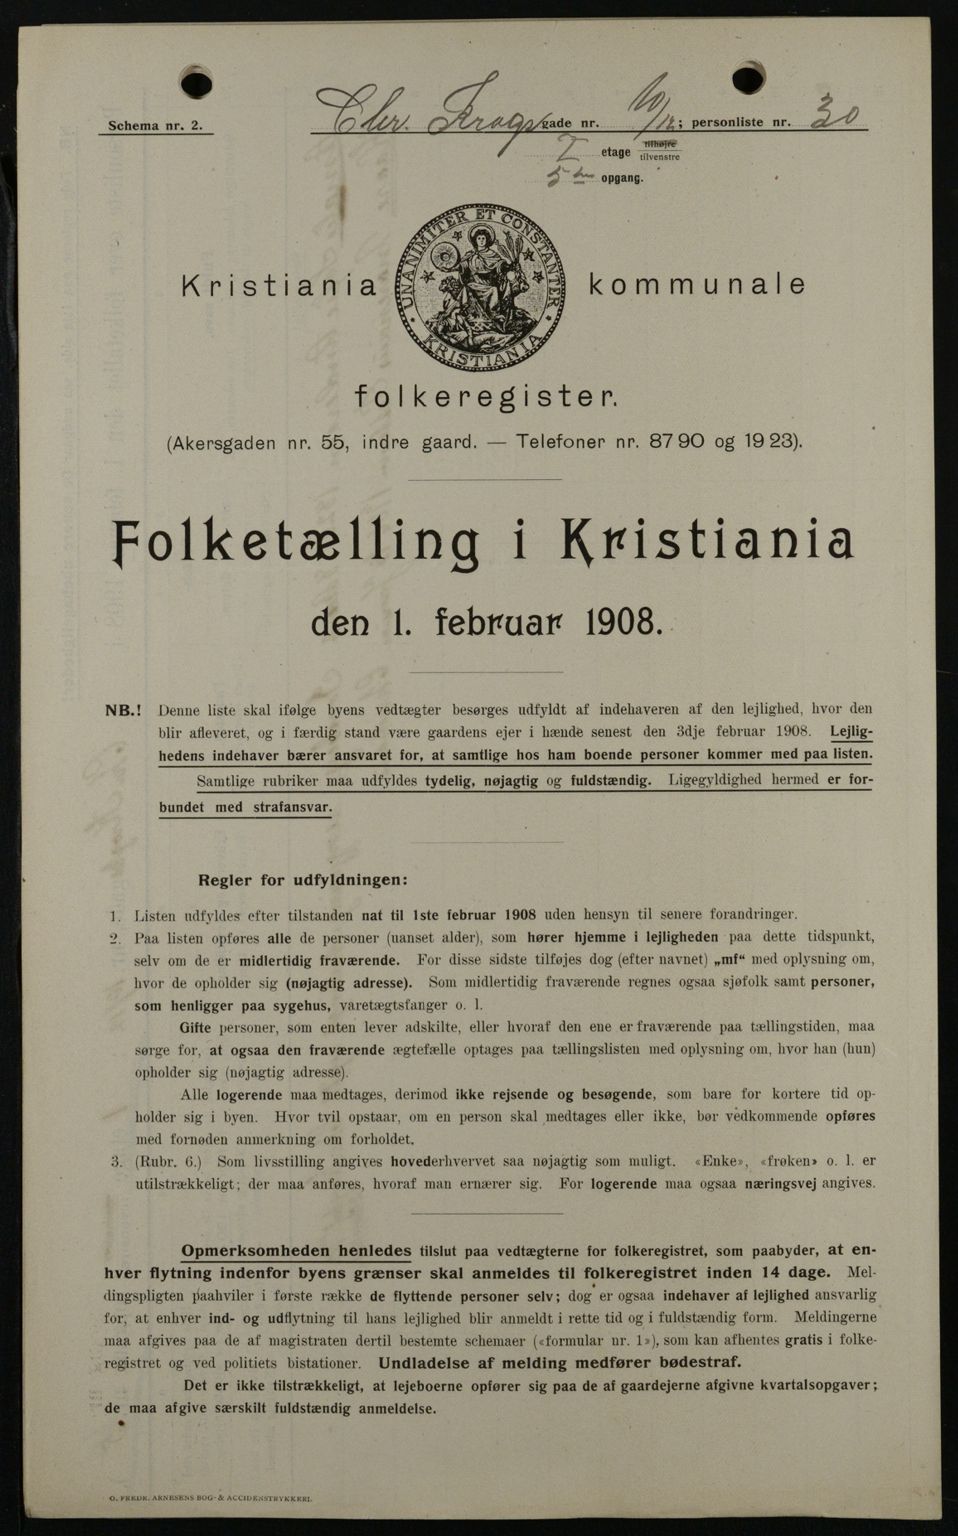 Schema nr. 2.
Chr. Krogs gade nr. 10/12; personliste nr. 30
I etage tilhøjre
tilvenstre
5 te opgang.
UNANIMITER ET CONSTANTER
KRISTIANIA
Kristiania kommunale
folkeregister.
(Akersgaden nr. 55, indre gaard. — Telefoner nr. 8790 og 1923).
Folketælling i Kristiania
den 1. februar 1908.
NB.! Denne liste skal ifølge byens vedtægter besørges udfyldt af indehaveren af den lejlighed, hvor den
blir afleveret, og i færdig stand være gaardens ejer i hænde senest den 3dje februar 1908. Lejlig-
hedens indehaver bærer ansvaret for, at samtlige hos ham boende personer kommer med paa listen.
Samtlige rubriker maa udfyldes tydelig, nøjagtig og fuldstændig. Ligegyldighed hermed er for-
bundet med strafansvar.
Regler for udfyldningen:
1. Listen udfyldes efter tilstanden nat til 1ste februar 1908 uden hensyn til senere forandringer.
2. Paa listen opføres alle de personer (uanset alder), som hører hjemme i lejligheden paa dette tidspunkt,
selv om de er midlertidig fraværende. For disse sidste tilføjes dog (efter navnet) „mf“ med oplysning om,
hvor de opholder sig (nøjagtig adresse). Som midlertidig fraværende regnes ogsaa sjøfolk samt personer,
som henligger paa sygehus, varetægtsfanger o. l.
Gifte personer, som enten lever adskilte, eller hvoraf den ene er fraværende paa tællingstiden, maa
sørge for, at ogsaa den fraværende ægtefælle optages paa tællingslisten med oplysning om, hvor han (hun)
opholder sig (nøjagtig adresse).
Alle logerende maa medtages, derimod ikke rejsende og besøgende, som bare for kortere tid op-
holder sig i byen. Hvor tvil opstaar, om en person skal medtages eller ikke, bør vedkommende opføres
med fornøden anmerkning om forholdet.
3. (Rubr. 6.) Som livsstilling angives hovederhvervet saa nøjagtig som muligt. «Enke», «frøken» o. l. er
utilstrækkeligt; der maa anføres, hvoraf man ernærer sig. For logerende maa ogsaa næringsvej angives.
Opmerksomheden henledes tilslut paa vedtægterne for folkeregistret, som paabyder, at en-
hver flytning indenfor byens grænser skal anmeldes til folkeregistret inden 14 dage. Mel-
dingspligten paahviler i første række de flyttende personer selv; dog er ogsaa indehaver af lejlighed ansvarlig
for, at enhver ind- og udflytning til hans lejlighed blir anmeldt i rette tid og i fuldstændig form. Meldingerne
maa afgives paa de af magistraten dertil bestemte schemaer («formular nr. 1»), som kan afhentes gratis i folke-
registret og ved politiets bistationer. Undladelse af melding medfører bødestraf.
Det er ikke tilstrækkeligt, at lejeboerne opfører sig paa de af gaardejerne afgivne kvartalsopgaver;
de maa afgive særskilt fuldstændig anmeldelse.
O. FREDR. ARNESENS BOG- & ACCIDENSTRYKKERI.